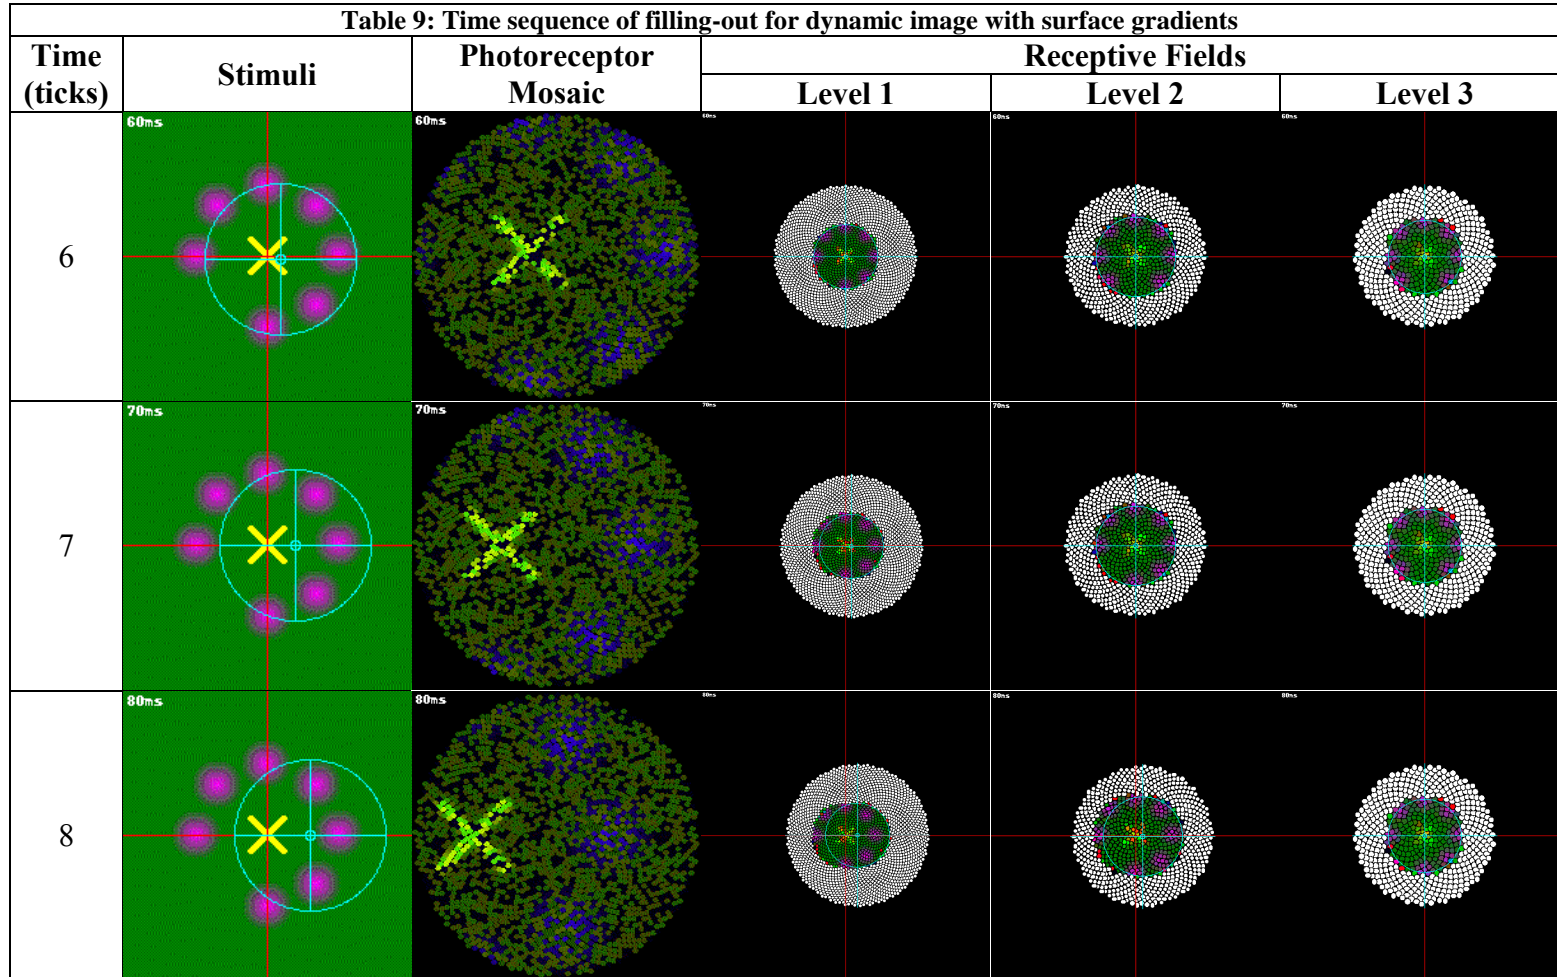 Table 9: Time sequence of filling-out for dynamic image with surface gradients
Time (ticks)
Stimuli
Photoreceptor Mosaic
Receptive Fields
Level 1
Level 2
Level 3
6
60ms
60ms
60ms
60ms
60ms
7
70ms
70ms
70ms
70ms
70ms
8
80ms
80ms
80ms
80ms
80ms